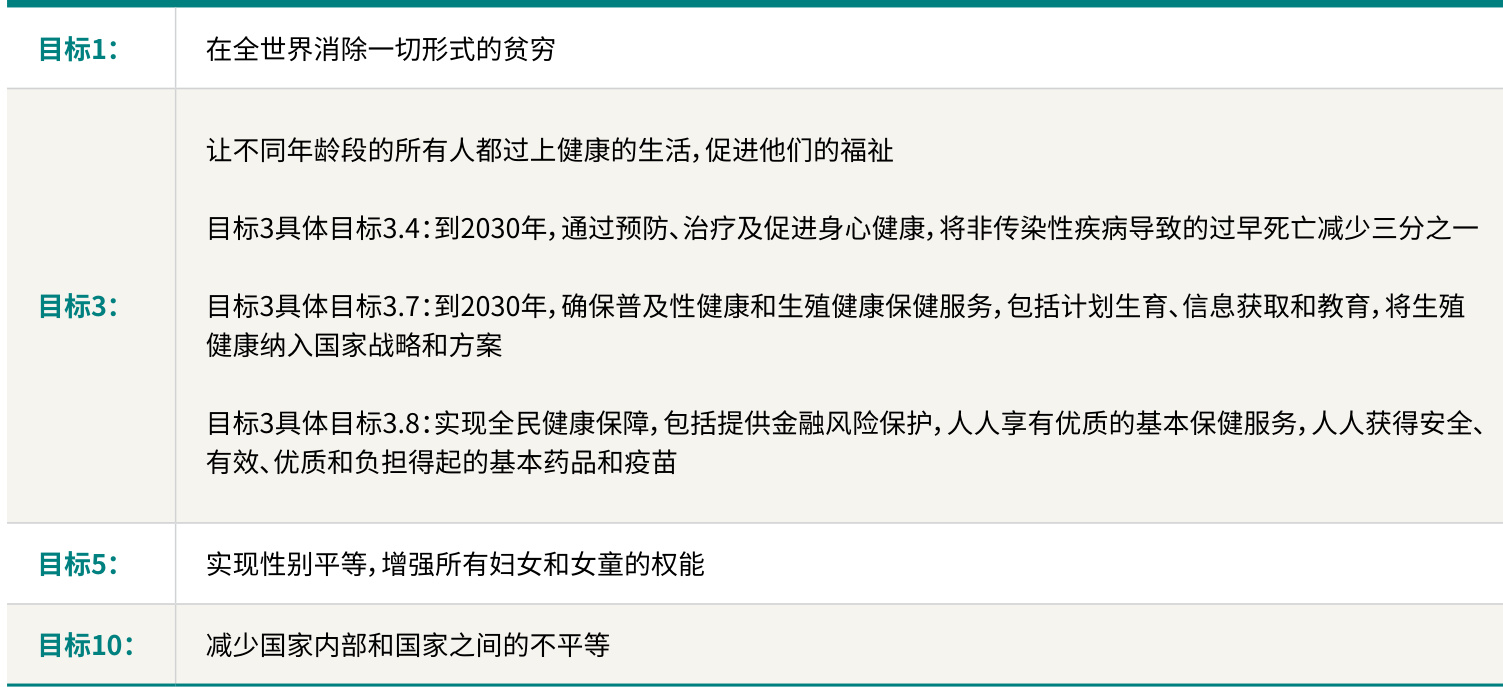 目标1：
在全世界消除一切形式的贫穷
目标3：
让不同年龄段的所有人都过上健康的生活，促进他们的福祉
目标3具体目标3.4：到2030年，通过预防、治疗及促进身心健康，将非传染性疾病导致的过早死亡减少三分之一
目标3具体目标3.7：到2030年，确保普及性健康和生殖健康保健服务，包括计划生育、信息获取和教育，将生殖
健康纳入国家战略和方案
目标3具体目标3.8：实现全民健康保障，包括提供金融风险保护，人人享有优质的基本保健服务，人人获得安全、
有效、优质和负担得起的基本药品和疫苗
目标5：
实现性别平等，增强所有妇女和女童的权能
目标10：
减少国家内部和国家之间的不平等